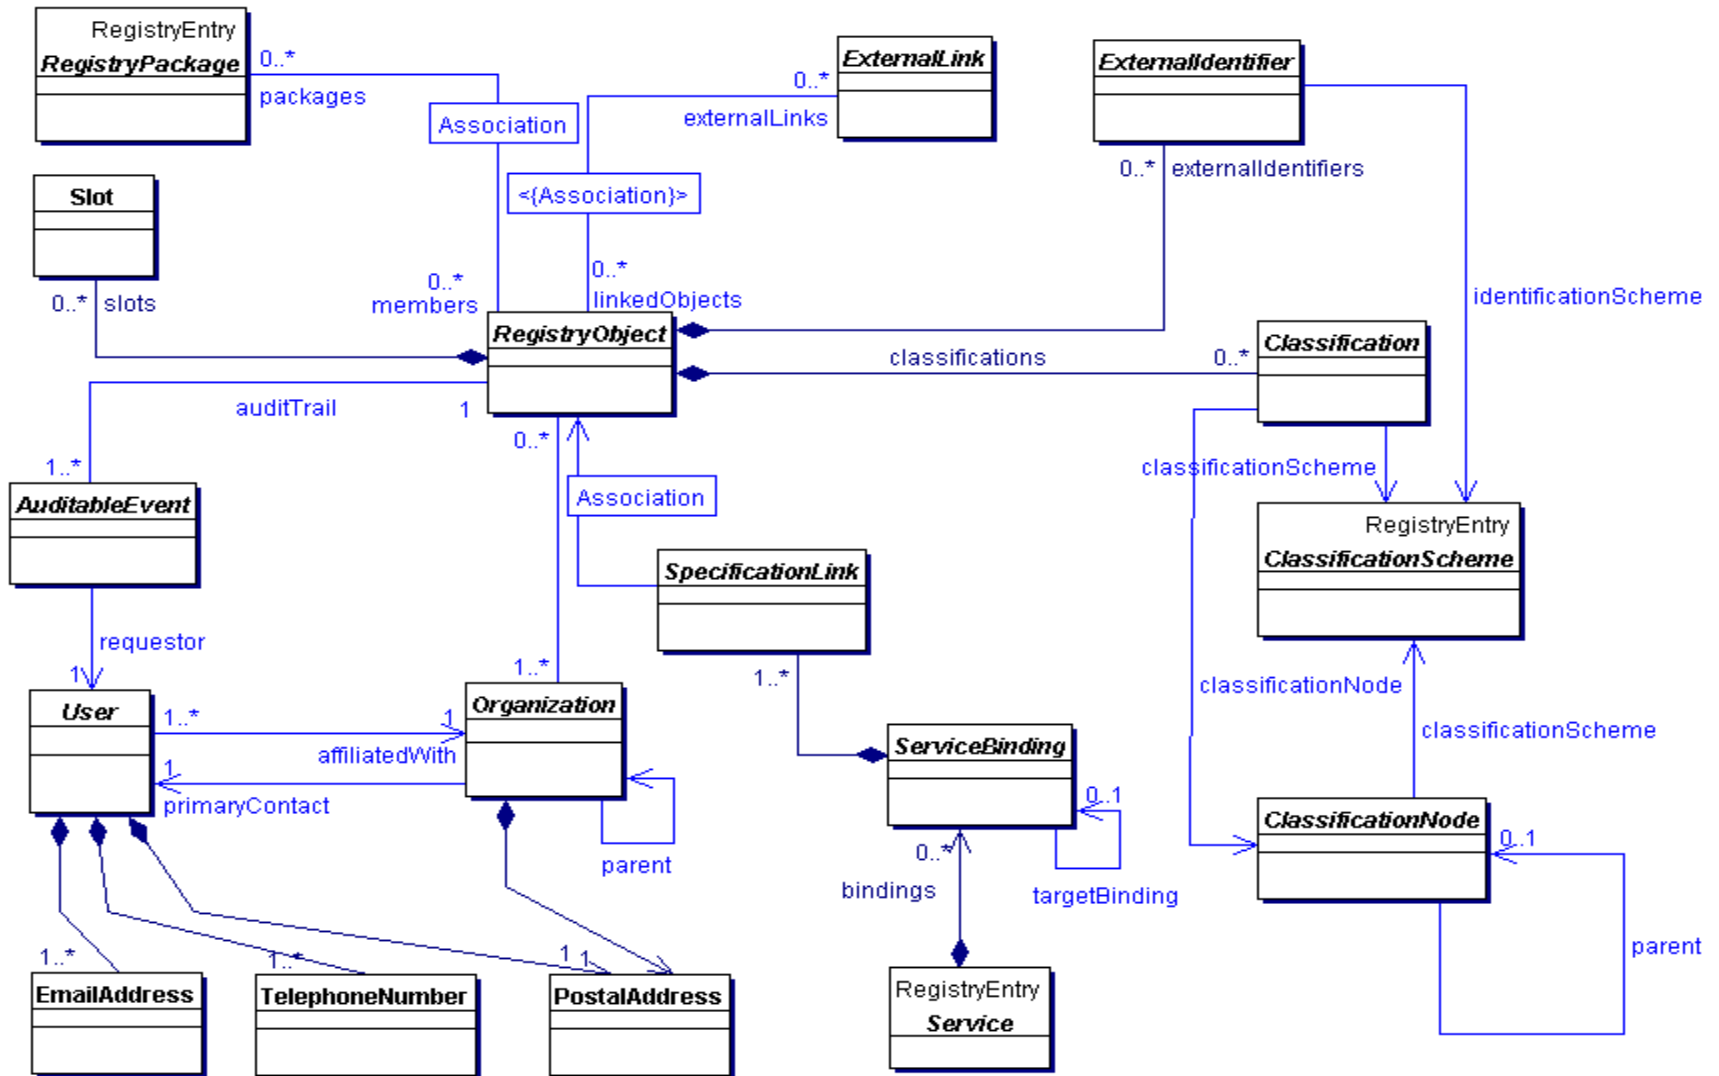 RegistryEntry
RegistryPackage
0..*
packages
Association
ExternalLink
0..*
externalLinks
<{Association}>
ExternalIdentifier
0..* externalIdentifiers
identificationScheme
Slot
0..* slots
0..*
members
0..*
linkedObjects
RegistryObject
classifications
0..*
Classification
auditTrail
1
0..*
1..*
AuditableEvent
Association
classificationScheme
RegistryEntry
ClassificationScheme
SpecificationLink
requestor
1
1..*
1..*
User
1..*
1
affiliatedWith
1
primaryContact
Organization
parent
classificationNode
classificationScheme
ServiceBinding
0..1
targetBinding
0..*
bindings
ClassificationNode
0..1
parent
1..*
1..*
1
1
EmailAddress
TelephoneNumber
PostalAddress
RegistryEntry
Service